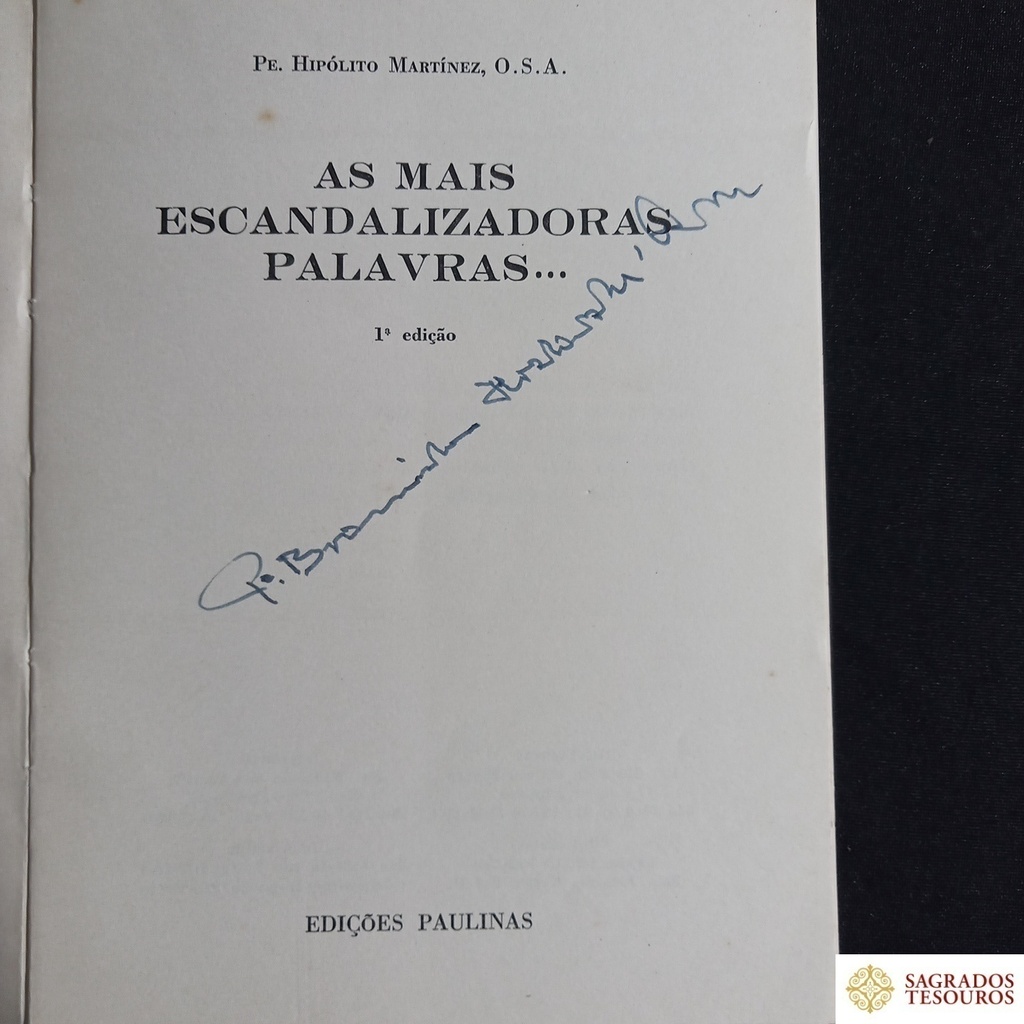 PE. HIPÓLITO MARTÍNEZ, O.S.A.
AS MAIS
ESCANDALIZADORAS
PALAVRAS...
1ª edição
EDIÇÕES PAULINAS
SAGRADOS
TESOUROS